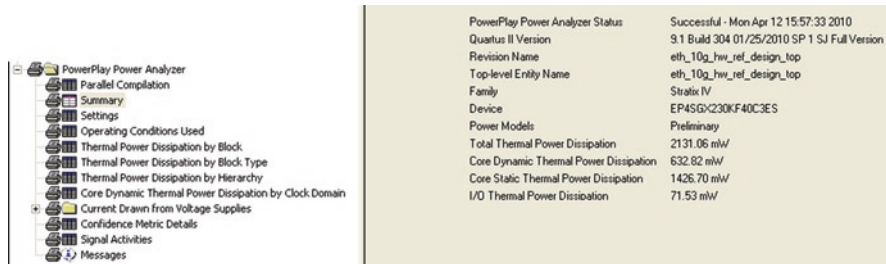 PowerPlay Power Analyzer
Parallel Compilation
Summary
Settings
Operating Conditions Used
Thermal Power Dissipation by Block
Thermal Power Dissipation by Block Type
Thermal Power Dissipation by Hierarchy
Core Dynamic Thermal Power Dissipation by Clock Domain
Current Drawn from Voltage Supplies
Confidence Metric Details
Signal Activities
Messages
PowerPlay Power Analyzer Status Successful - Mon Apr 12 15:57:33 2010
Quartus II Version 9.1 Build 304 01/25/2010 SP 1 SJ Full Version
Revision Name eth_10g_hw_ref_design_top
Top-level Entity Name eth_10g_hw_ref_design_top
Family Stratix IV
Device EP4SGX230KF40C3ES
Power Models Preliminary
Total Thermal Power Dissipation 2131.06 mW
Core Dynamic Thermal Power Dissipation 632.82 mW
Core Static Thermal Power Dissipation 1426.70 mW
I/O Thermal Power Dissipation 71.53 mW